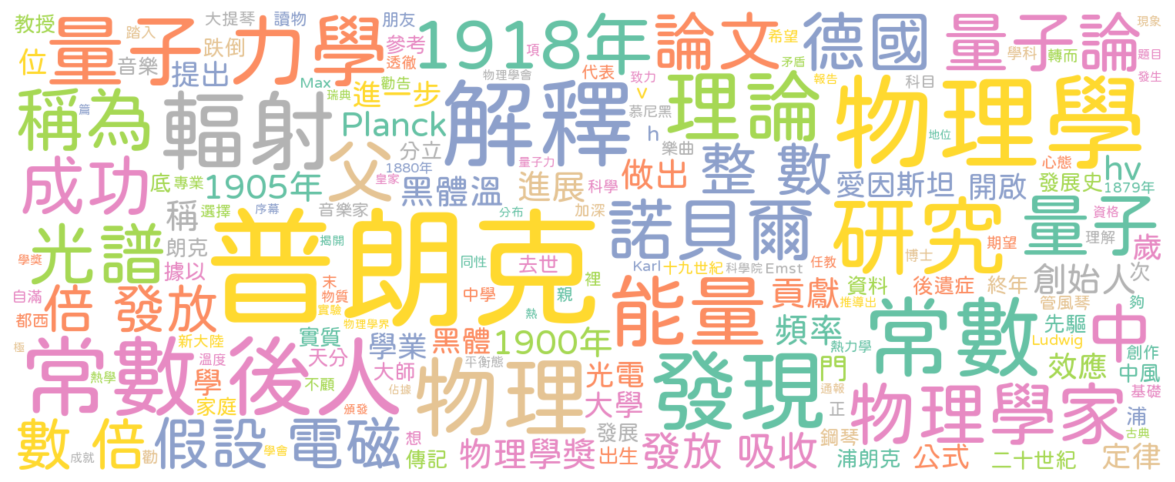 教授 踏入 大提琴 讀物 朋友 1918年 論文 希望 德國 量子論 現象
量子力學 跌倒 參考 項 矛盾 學科 轉而 題目
位 音樂 提出 透徹 物理學會 代表 致力 報告 科目 發生
稱為 篇 輻射 Max 勸告 瑞典 進一步 解釋 v 慕尼黑 理論 物理學
Planck h 樂曲 地位
成功 底 專業 1905年 父 分立 1880年 皇家 黑體溫 量子力 進展 科學 做出 整 數 愛因斯坦 開啟 心態 發展史 hv 1879年
稱 選擇 序幕 音樂家 分布 加深 諾貝爾 研究 量子 資格
光譜 朗克 揭開 普朗克 博士 期望 理解 歲
學獎 據以 同性 去世 裡 Karl 十九世紀 科學院 Ernst 任教 創始人 次
自滿 倍 發放 末 物質 中學 親 能量 貢獻 資料 後遺症 終年 管風琴 夠
都西 實驗 熱 推導出 頻率 常數 先驅 中
新大陸 實質 物理學界 學業 黑體 1900年 熱力學 Ludwig 創作
極 常數 後人 溫度 天分 大師 平衡態 光電 發現 門 效應 中風
熱學 學 不顧 佔據 物理 大學 通報 物理學家 基礎
家庭 頒發 正 浦
數 倍 假設 電磁 想 發展 鋼琴 古典
成就 勸 學會 傳記 物理學獎 出生 發放 吸收 浦朗克 公式 二十世紀 定律